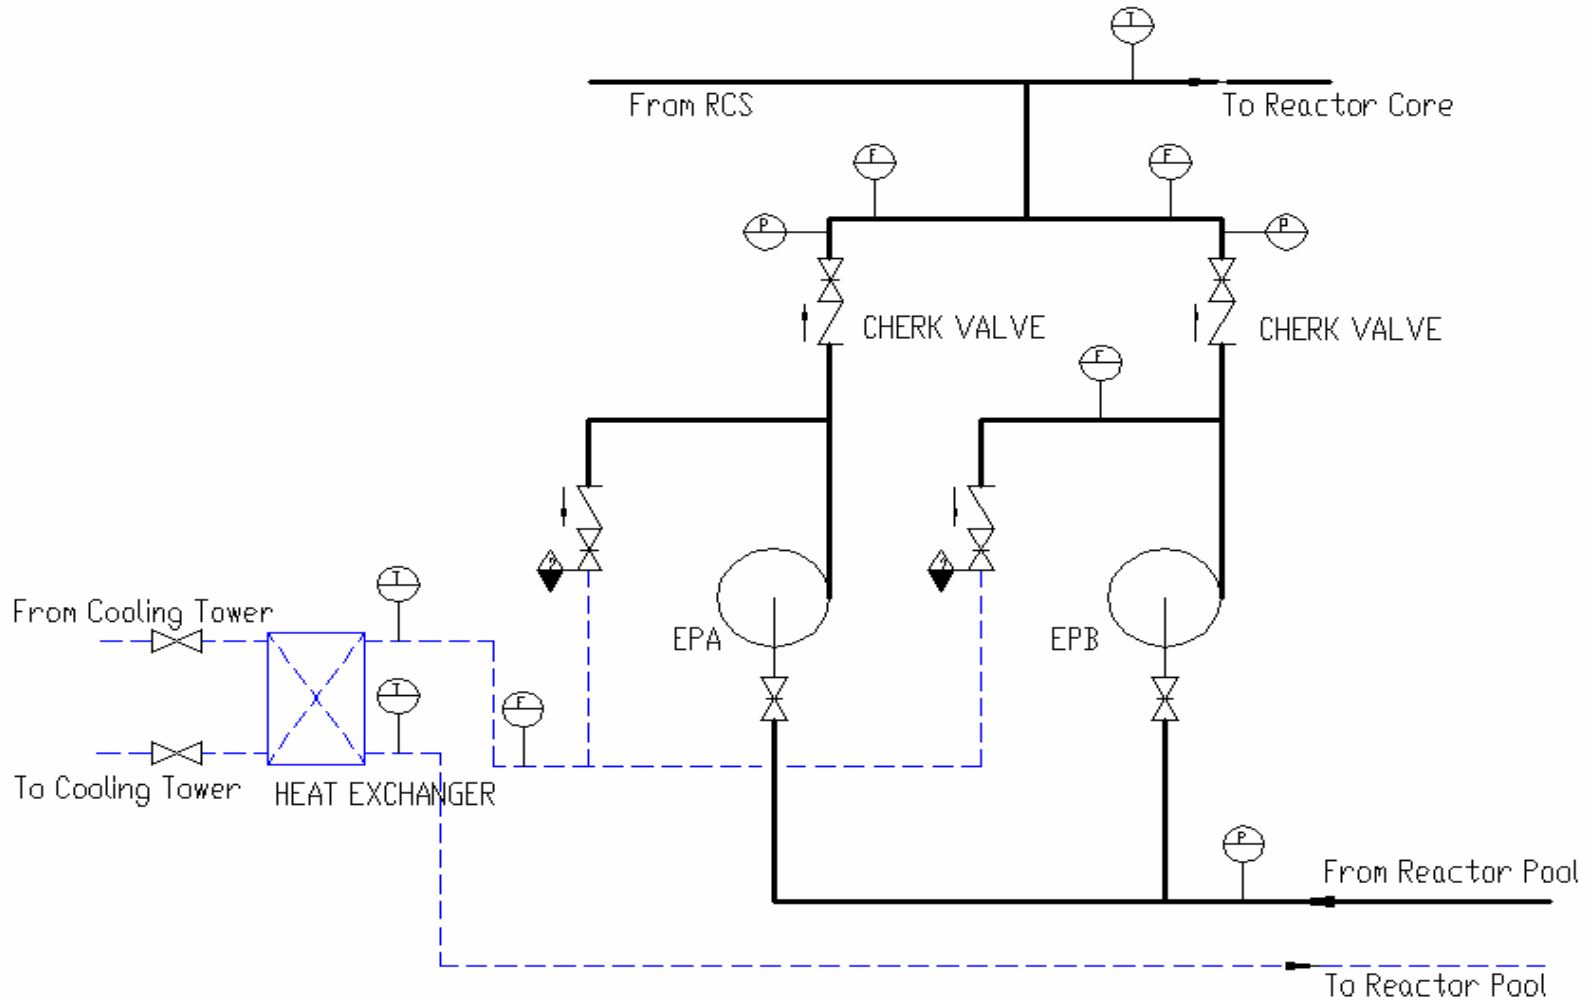 T
From RCS
To Reactor Core
F
F
P
P
CHERK VALVE
CHERK VALVE
F
?
?
T
From Cooling Tower
EPA
EPB
T
F
To Cooling Tower
HEAT EXCHANGER
P
From Reactor Pool
To Reactor Pool